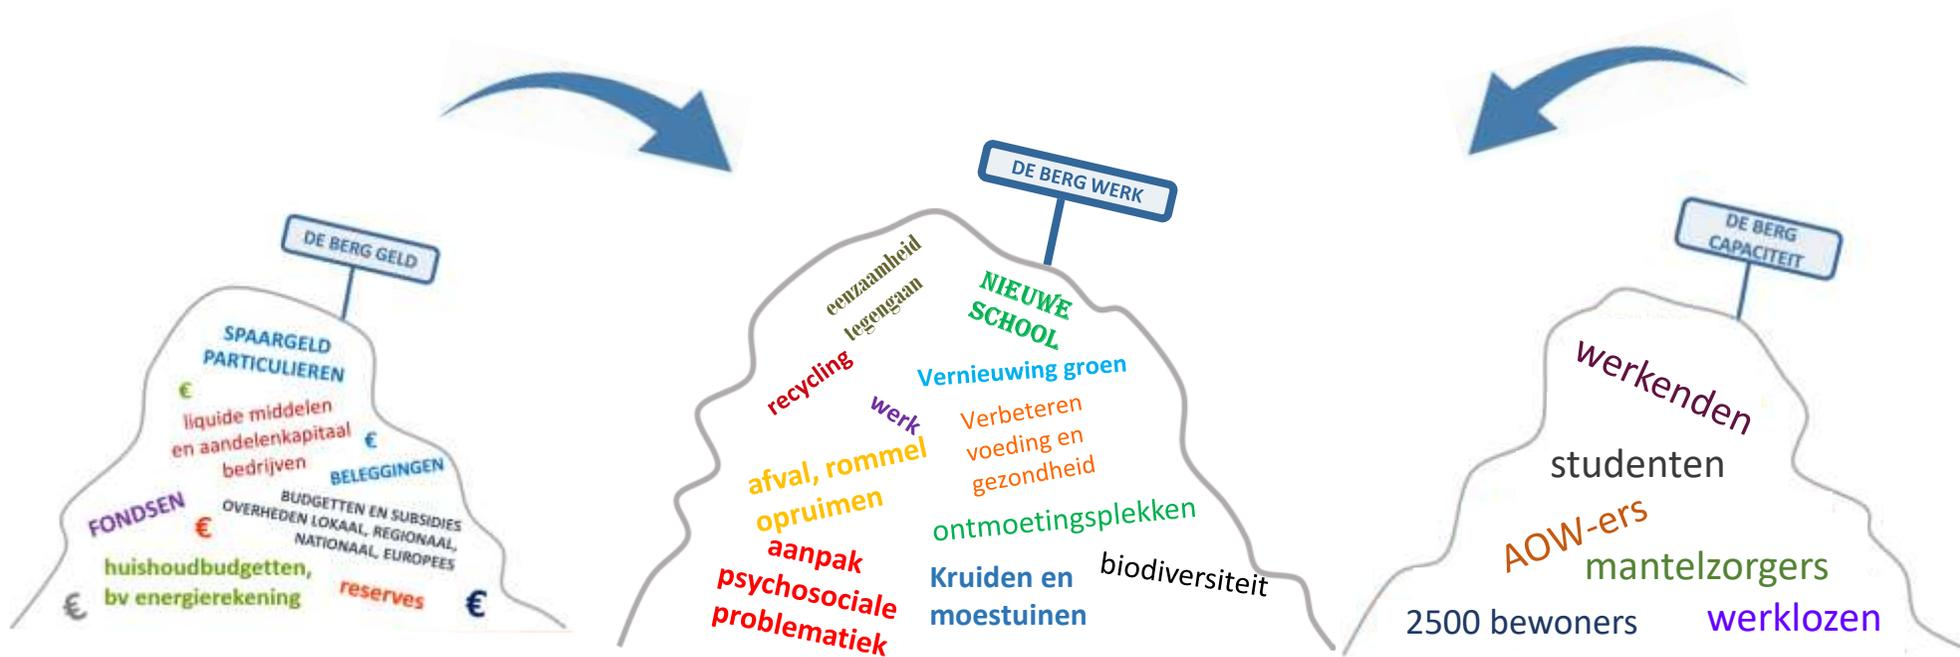 DE BERG GELD
SPAARGELD
PARTICULIEREN
€
liquide middelen
en aandelenkapitaal
bedrijven
€
BELEGGINGEN
FONDSEN
€
BUDGETTEN EN SUBSIDIES
OVERHEDEN LOKAAL, REGIONAAL,
NATIONAAL, EUROPEES
huishoudbudgetten,
bv energierekening
€
reserves
€
DE BERG WERK
eenzaamheid
tegengaan
NIEUWE
SCHOOL
recycling
Vernieuwing groen
werk
Verbeteren
voeding en
gezondheid
afval, rommel
opruimen
ontmoetingsplekken
aanpak
psychosociale
problematiek
Kruiden en
moestuinen
biodiversiteit
DE BERG
CAPACITEIT
werkenden
studenten
AOW-ers
mantelzorgers
2500 bewoners
werklozen